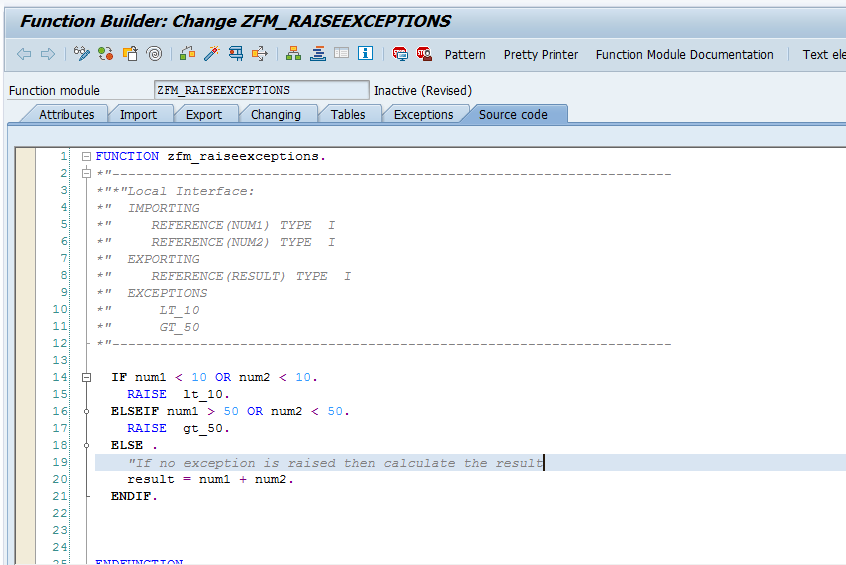 Function Builder: Change ZFM_RAISEEXCEPTIONS
Pattern Pretty Printer Function Module Documentation Text ele
Function module ZFM_RAISEEXCEPTIONS Inactive (Revised)
Attributes Import Export Changing Tables Exceptions Source code
1 FUNCTION zfm_raiseexceptions.
2 *"----------------------------------------------------------------------
3 *"*"Local Interface:
4 *"  IMPORTING
5 *"     REFERENCE(NUM1) TYPE  I
6 *"     REFERENCE(NUM2) TYPE  I
7 *"  EXPORTING
8 *"     REFERENCE(RESULT) TYPE  I
9 *"  EXCEPTIONS
10 *"      LT_10
11 *"      GT_50
12 *"----------------------------------------------------------------------
13
14   IF num1 < 10 OR num2 < 10.
15     RAISE  lt_10.
16   ELSEIF num1 > 50 OR num2 < 50.
17     RAISE  gt_50.
18   ELSE .
19     "If no exception is raised then calculate the result
20     result = num1 + num2.
21   ENDIF.
22
23
24
25 ENDFUNCTION